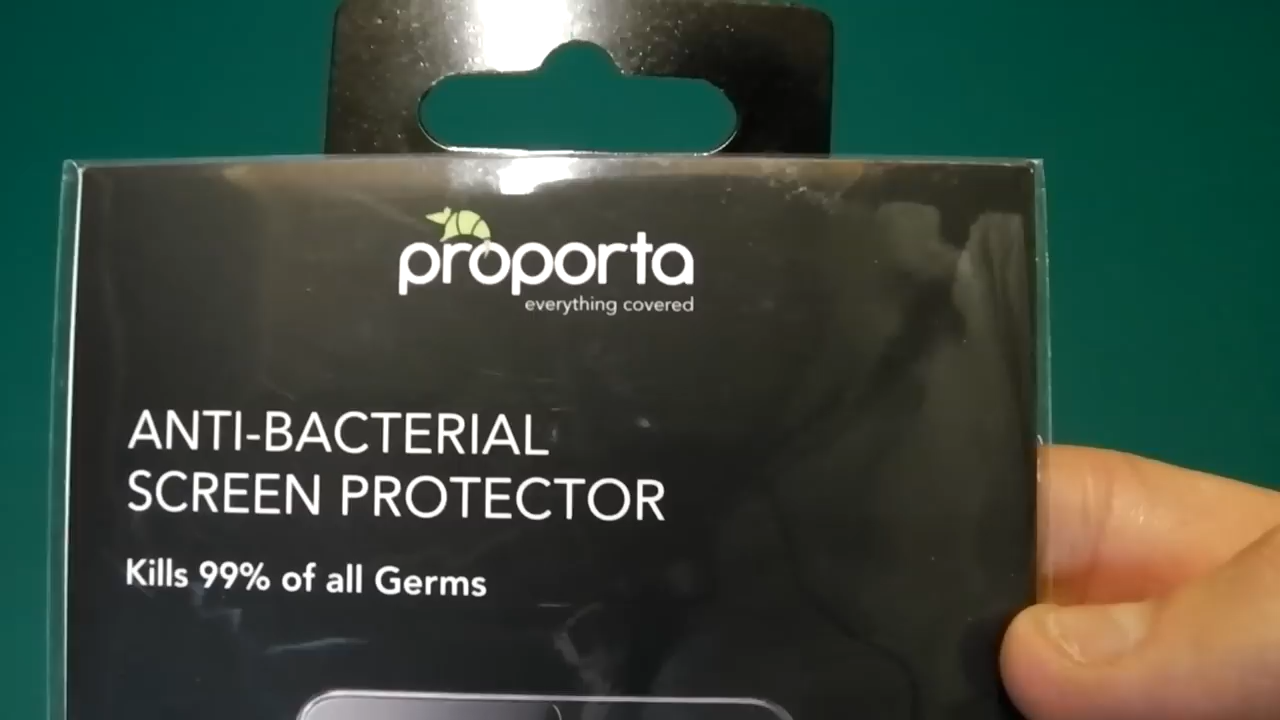 proporta
everything covered
ANTI-BACTERIAL
SCREEN PROTECTOR
Kills 99% of all Germs